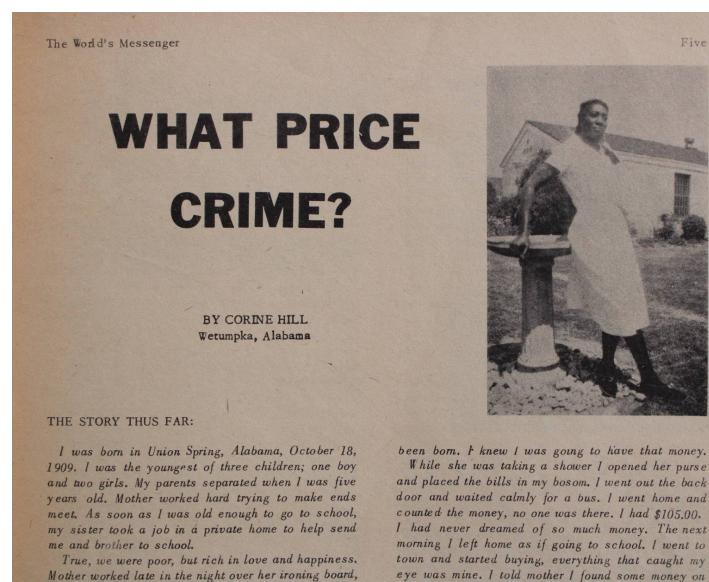 The World's Messenger
Five
WHAT PRICE
CRIME?
BY CORINE HILL
Wetumpka, Alabama
THE STORY THUS FAR:
I was born in Union Spring, Alabama, October 18,
1909. I was the youngest of three children; one boy
and two girls. My parents separated when I was five
years old. Mother worked hard trying to make ends
meet. As soon as I was old enough to go to school,
my sister took a job in a private home to help send
me and brother to school.
True, we were poor, but rich in love and happiness.
Mother worked late in the night over her ironing board,
been born. I knew I was going to have that money.
While she was taking a shower I opened her purse
and placed the bills in my bosom. I went out the back
door and waited calmly for a bus. I went home and
counted the money, no one was there. I had $105.00.
I had never dreamed of so much money. The next
morning I left home as if going to school. I went to
town and started buying, everything that caught my
eye was mine. I told mother I found some money on